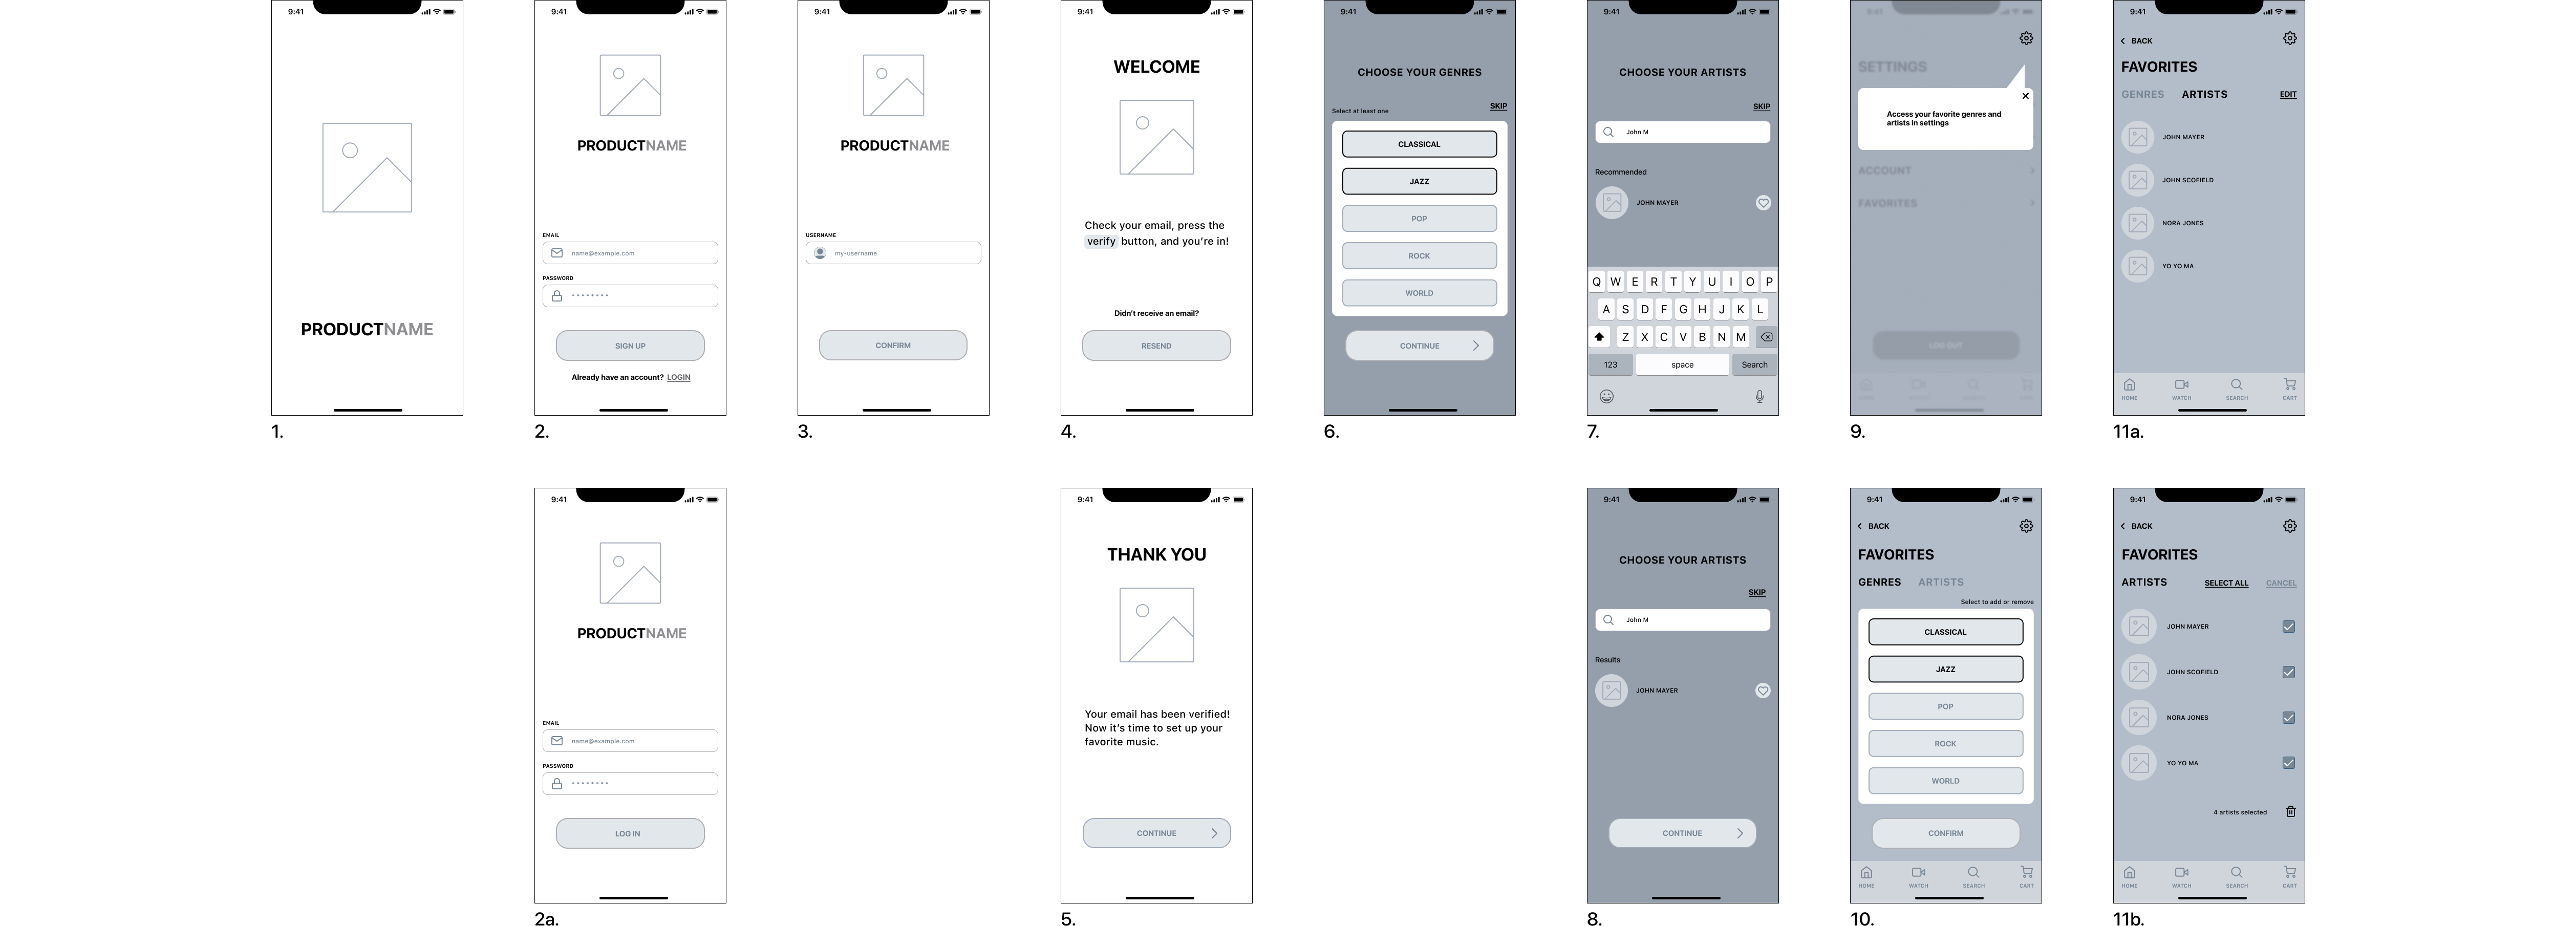 9:41
PRODUCTNAME
1.
9:41
PRODUCTNAME
EMAIL
name@example.com
PASSWORD
SIGN UP
Already have an account? LOGIN
2.
9:41
PRODUCTNAME
USERNAME
my-username
CONFIRM
3.
9:41
WELCOME
Check your email, press the
verify button, and you're in!
Didn't receive an email?
RESEND
4.
9:41
CHOOSE YOUR GENRES
Select at least one
SKIP
CLASSICAL
JAZZ
POP
ROCK
WORLD
CONTINUE
6.
9:41
CHOOSE YOUR ARTISTS
SKIP
John M
Recommended
JOHN MAYER
Q W E R T Y U I O P
A S D F G H J K L
Z X C V B N M
123 space Search
7.
9:41
SETTINGS
Access your favorite genres and
artists in settings
ACCOUNT
FAVORITES
LOG OUT
9.
9:41
BACK
FAVORITES
GENRES ARTISTS EDIT
JOHN MAYER
JOHN SCOFIELD
NORA JONES
YO YO MA
HOME WATCH SEARCH CART
11a.
9:41
PRODUCTNAME
EMAIL
name@example.com
PASSWORD
LOG IN
2a.
9:41
THANK YOU
Your email has been verified!
Now it's time to set up your
favorite music.
CONTINUE
5.
9:41
CHOOSE YOUR ARTISTS
SKIP
John M
Results
JOHN MAYER
CONTINUE
8.
9:41
BACK
FAVORITES
GENRES ARTISTS
Select to add or remove
CLASSICAL
JAZZ
POP
ROCK
WORLD
CONFIRM
HOME WATCH SEARCH CART
10.
9:41
BACK
FAVORITES
ARTISTS SELECT ALL CANCEL
JOHN MAYER
JOHN SCOFIELD
NORA JONES
YO YO MA
4 artists selected
HOME WATCH SEARCH CART
11b.